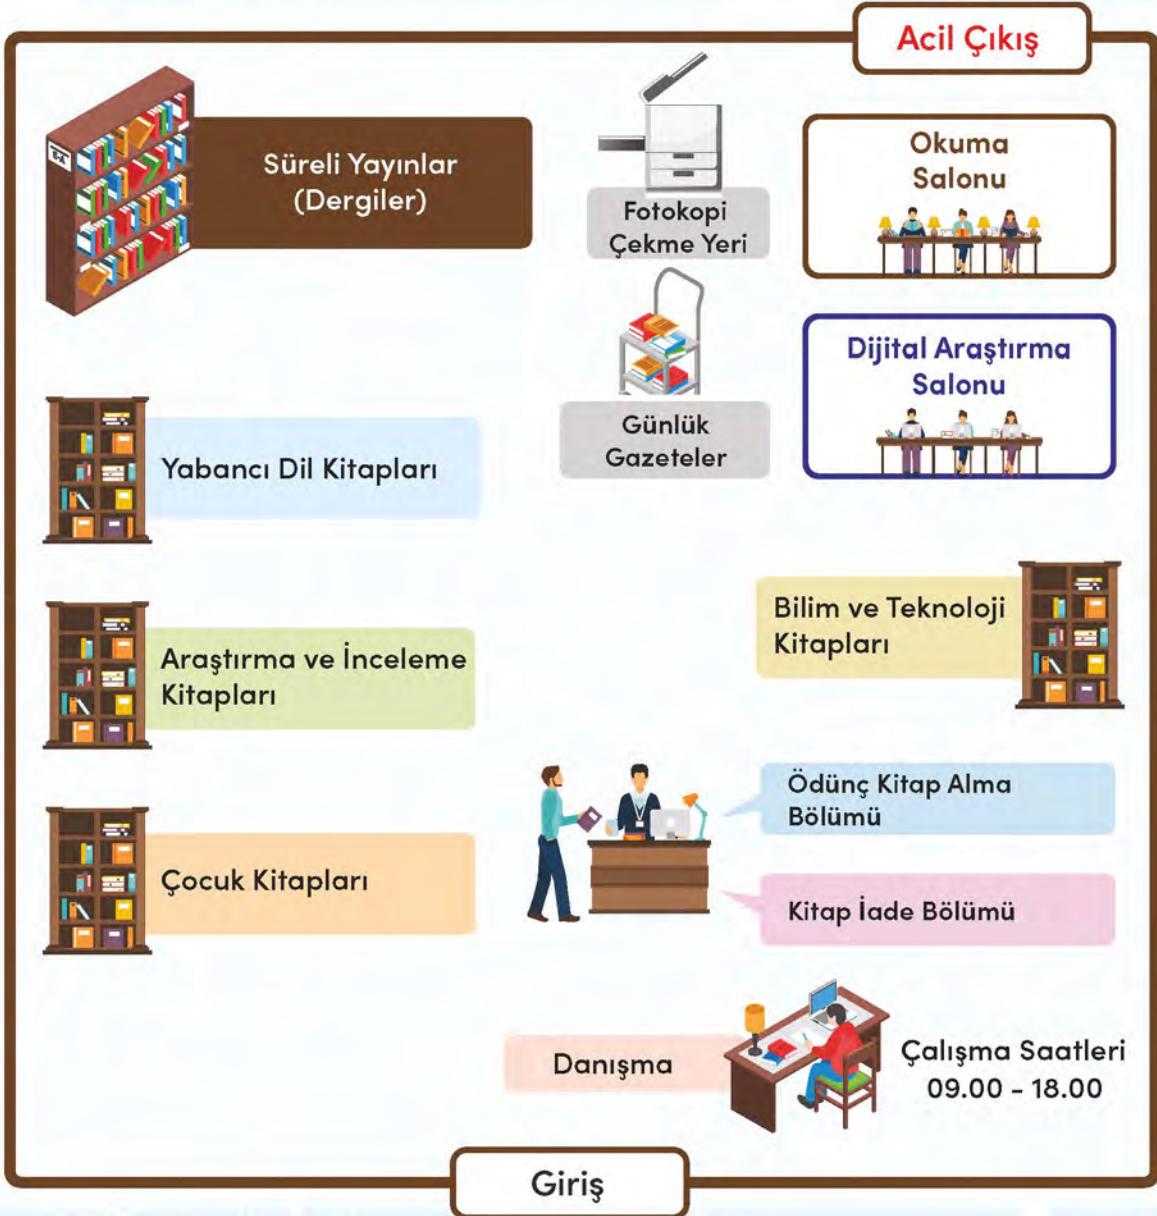 Acil Çıkış
Süreli Yayınlar
(Dergiler)
Fotokopi
Çekme Yeri
Okuma
Salonu
Günlük
Gazeteler
Dijital Araştırma
Salonu
Yabancı Dil Kitapları
Araştırma ve İnceleme
Kitapları
Bilim ve Teknoloji
Kitapları
Çocuk Kitapları
Ödünç Kitap Alma
Bölümü
Kitap İade Bölümü
Danışma
Çalışma Saatleri
09.00 - 18.00
Giriş